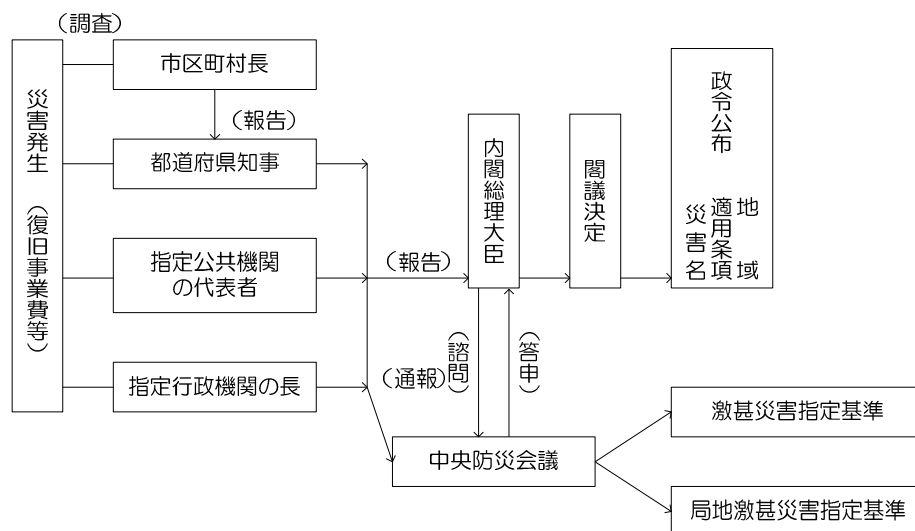 （調査）
災害発生　（復旧事業費等）
市区町村長
（報告）
都道府県知事
指定公共機関
の代表者
指定行政機関の長
（報告）
（通報）
内閣総理大臣
（諮問）
（答申）
中央防災会議
閣議決定
政令公布
地　域
適用条項
災害名
激甚災害指定基準
局地激甚災害指定基準